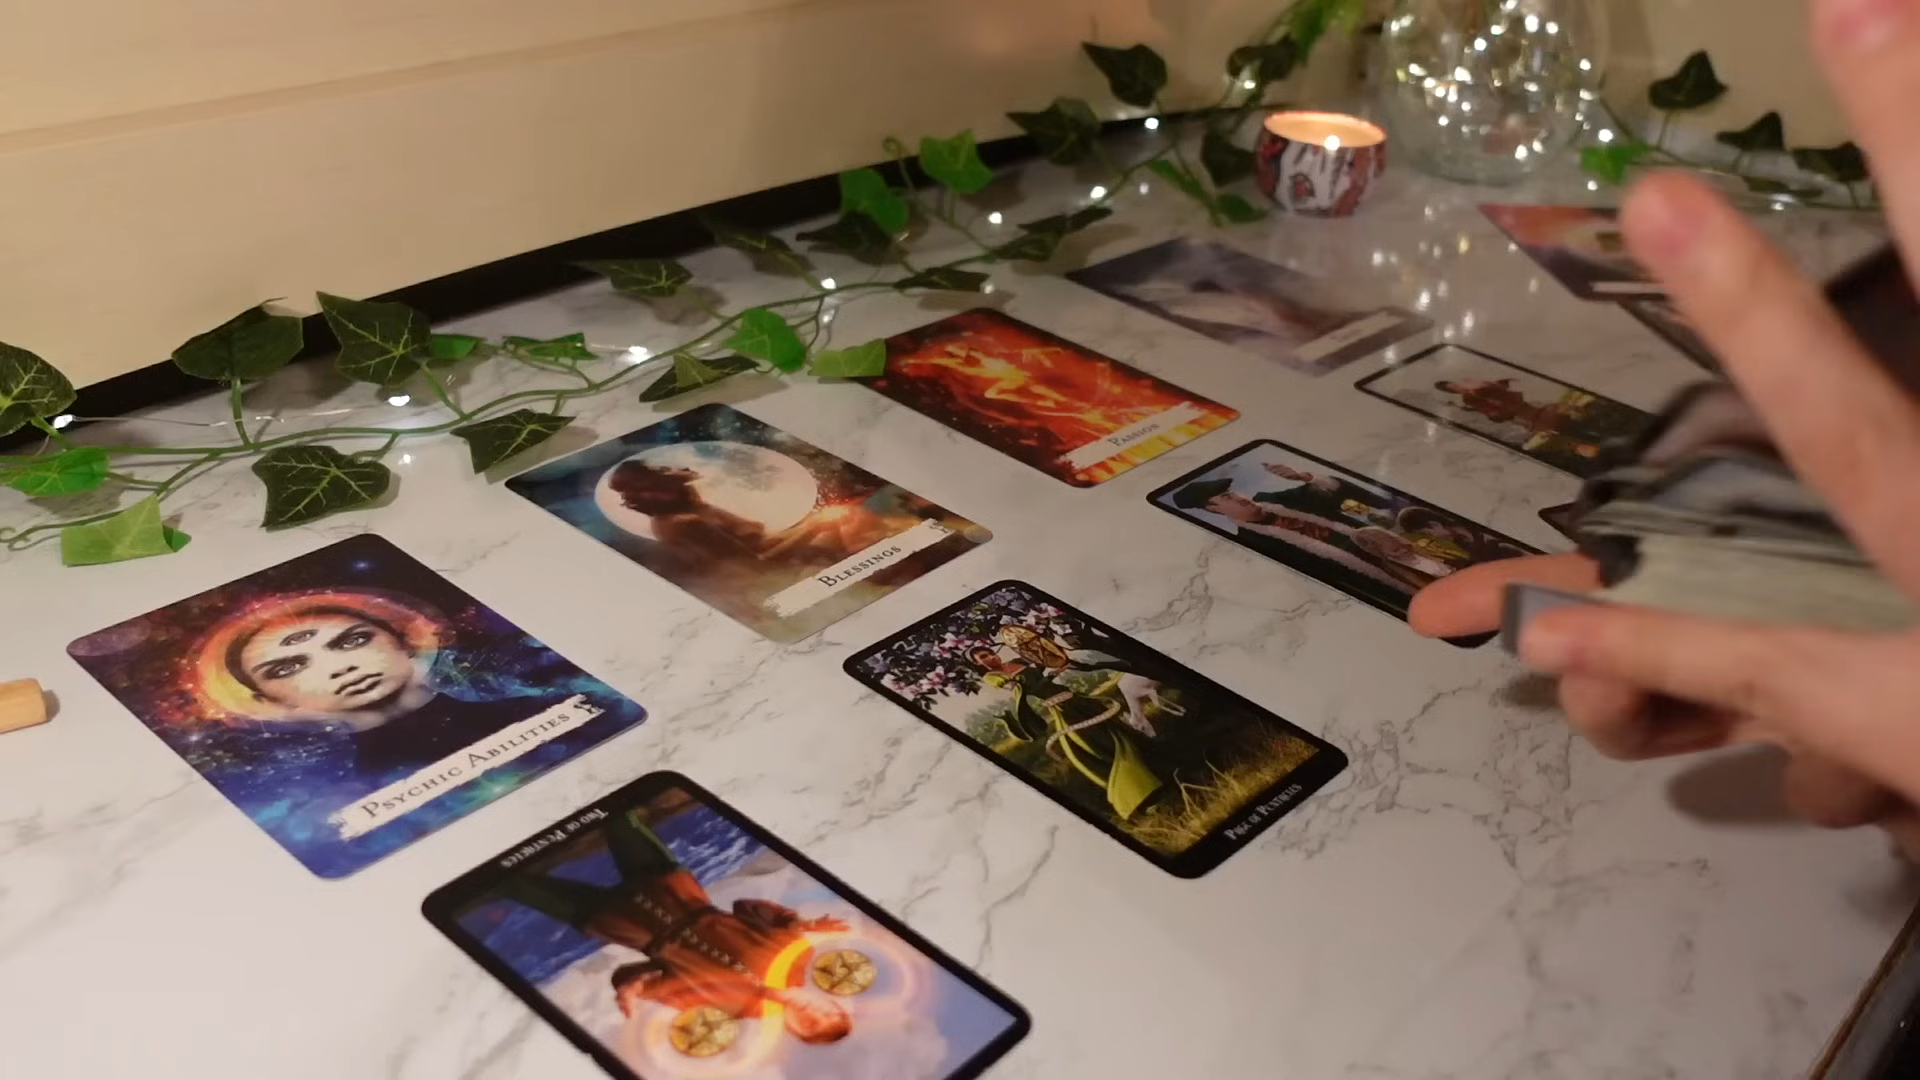 Passion
Blessings
Psychic Abilities
Page of Pentacles
Two of Pentacles